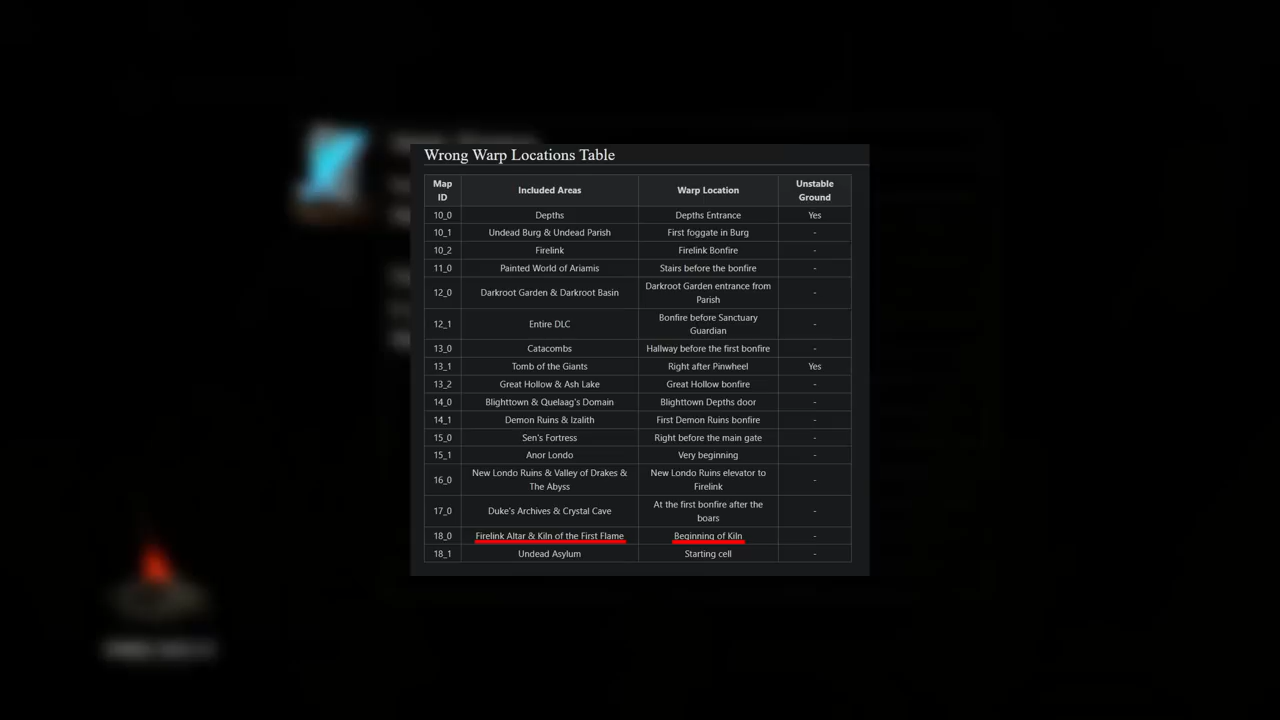 Wrong Warp Locations Table
Map ID Included Areas Warp Location Unstable Ground
10_0 Depths Depths Entrance Yes
10_1 Undead Burg & Undead Parish First foggate in Burg -
10_2 Firelink Firelink Bonfire -
11_0 Painted World of Ariamis Stairs before the bonfire -
12_0 Darkroot Garden & Darkroot Basin Darkroot Garden entrance from Parish -
12_1 Entire DLC Bonfire before Sanctuary Guardian -
13_0 Catacombs Hallway before the first bonfire -
13_1 Tomb of the Giants Right after Pinwheel Yes
13_2 Great Hollow & Ash Lake Great Hollow bonfire -
14_0 Blighttown & Quelaag's Domain Blighttown Depths door -
14_1 Demon Ruins & Izalith First Demon Ruins bonfire -
15_0 Sen's Fortress Right before the main gate -
15_1 Anor Londo Very beginning -
16_0 New Londo Ruins & Valley of Drakes & The Abyss New Londo Ruins elevator to Firelink -
17_0 Duke's Archives & Crystal Cave At the first bonfire after the boars -
18_0 Firelink Altar & Kiln of the First Flame Beginning of Kiln -
18_1 Undead Asylum Starting cell -